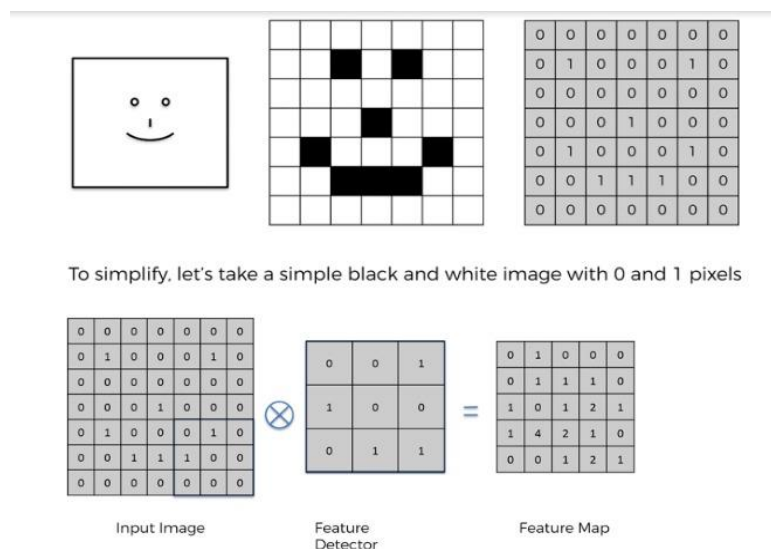 0 0 0 0 0 0 0
0 1 0 0 0 1 0
0 0 0 0 0 0 0
0 0 0 1 0 0 0
0 1 0 0 0 1 0
0 0 1 1 1 0 0
0 0 0 0 0 0 0
To simplify, let's take a simple black and white image with 0 and 1 pixels
0 0 0 0 0 0 0
0 1 0 0 0 1 0
0 0 0 0 0 0 0
0 0 0 1 0 0 0
0 1 0 0 0 1 0
0 0 1 1 1 0 0
0 0 0 0 0 0 0
⊗
0 0 1
1 0 0
0 1 1
=
0 1 0 0 0
0 1 1 1 0
1 0 1 2 1
1 4 2 1 0
0 0 1 2 1
Input Image
Feature
Detector
Feature Map